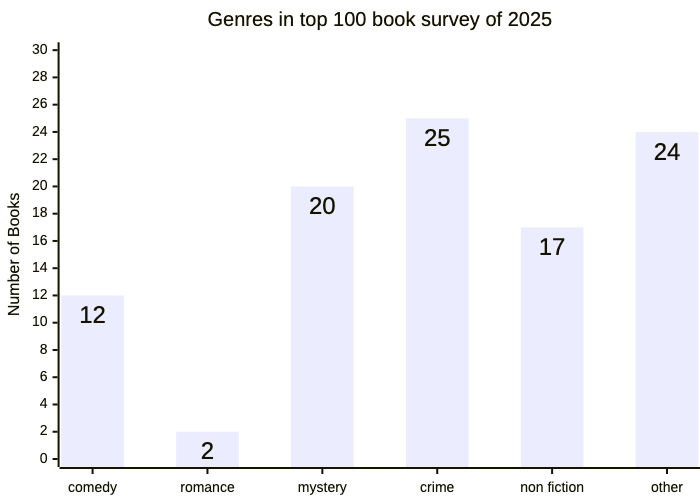 Genres in top 100 book survey of 2025
Number of Books
30
28
26
24
22
20
18
16
14
12
10
8
6
4
2
0
12
2
20
25
17
24
comedy
romance
mystery
crime
non fiction
other